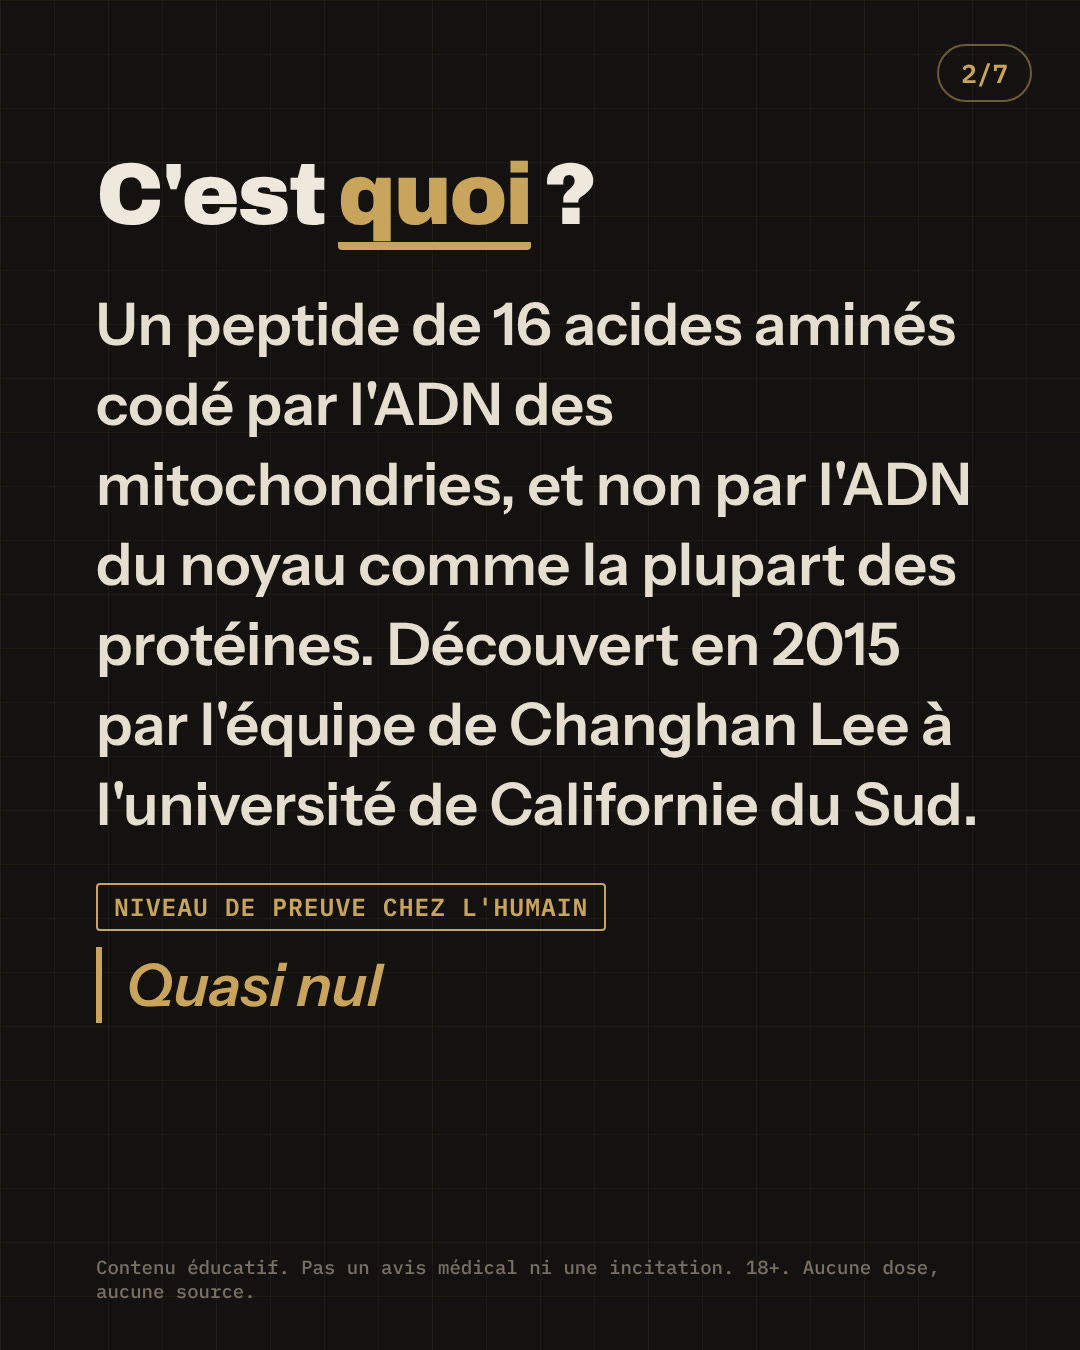 2/7
C'est quoi ?
Un peptide de 16 acides aminés
codé par l'ADN des
mitochondries, et non par l'ADN
du noyau comme la plupart des
protéines. Découvert en 2015
par l'équipe de Changhan Lee à
l'université de Californie du Sud.
NIVEAU DE PREUVE CHEZ L'HUMAIN
Quasi nul
Contenu éducatif. Pas un avis médical ni une incitation. 18+. Aucune dose,
aucune source.